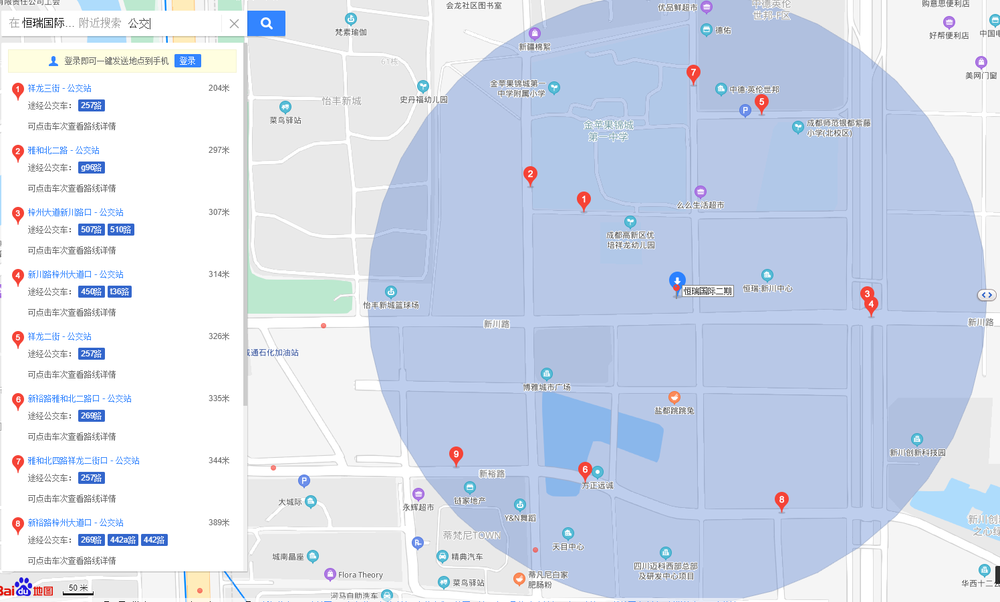 在 恒瑞国际... 附近搜索 公交
登录即可一键发送地点到手机 登录
1 祥龙三街 - 公交站 204米
途经公交车： 257路
可点击车次查看路线详情
2 雅和北二路 - 公交站 297米
途经公交车： g96路
可点击车次查看路线详情
3 梓州大道新川路口 - 公交站 307米
途经公交车： 507路 510路
可点击车次查看路线详情
4 新川路梓州大道口 - 公交站 314米
途经公交车： 450路 t36路
可点击车次查看路线详情
5 祥龙二街 - 公交站 326米
途经公交车： 257路
可点击车次查看路线详情
6 新裕路雅和北二路口 - 公交站 335米
途经公交车： 269路
可点击车次查看路线详情
7 雅和北四路祥龙二街口 - 公交站 344米
途经公交车： 257路
可点击车次查看路线详情
8 新裕路梓州大道口 - 公交站 389米
途经公交车： 269路 442a路 442路
可点击车次查看路线详情
Bai du 地图
50 米
会龙社区图书室
优品鲜超市
中德英伦
世邦-F区
购意思便利店
梵素瑜伽
德佑
好帮便利店
中国电
新疆棉絮
61栋
美网门窗
7
金苹果锦城第一
中学附属小学
中德·英伦世邦
史丹福幼儿园
怡丰新城
5
P
菜鸟驿站
金苹果锦城
第一中学
成都师范银都紫藤
小学(北校区)
2
1
么么生活超市
成都高新区优
培祥龙幼儿园
恒瑞国际二期
恒瑞·新川中心
3
4
怡丰新城篮球场
新川路
新川路
通石化加油站
博雅城市广场
盐都跳跳兔
新川创新科技园
9
新裕路
6
方正远诚
P
大城际
永辉超市
链家地产
Y&N舞蹈
8
新川创新
之心绿
蒂梵尼TOWN
天目中心
城南晶座
精典汽车
四川迈科西部总部
及研发中心项目
Flora Theory
菜鸟驿站
蒂凡尼白家
肥肠粉
华西十二公
河马自助洗车